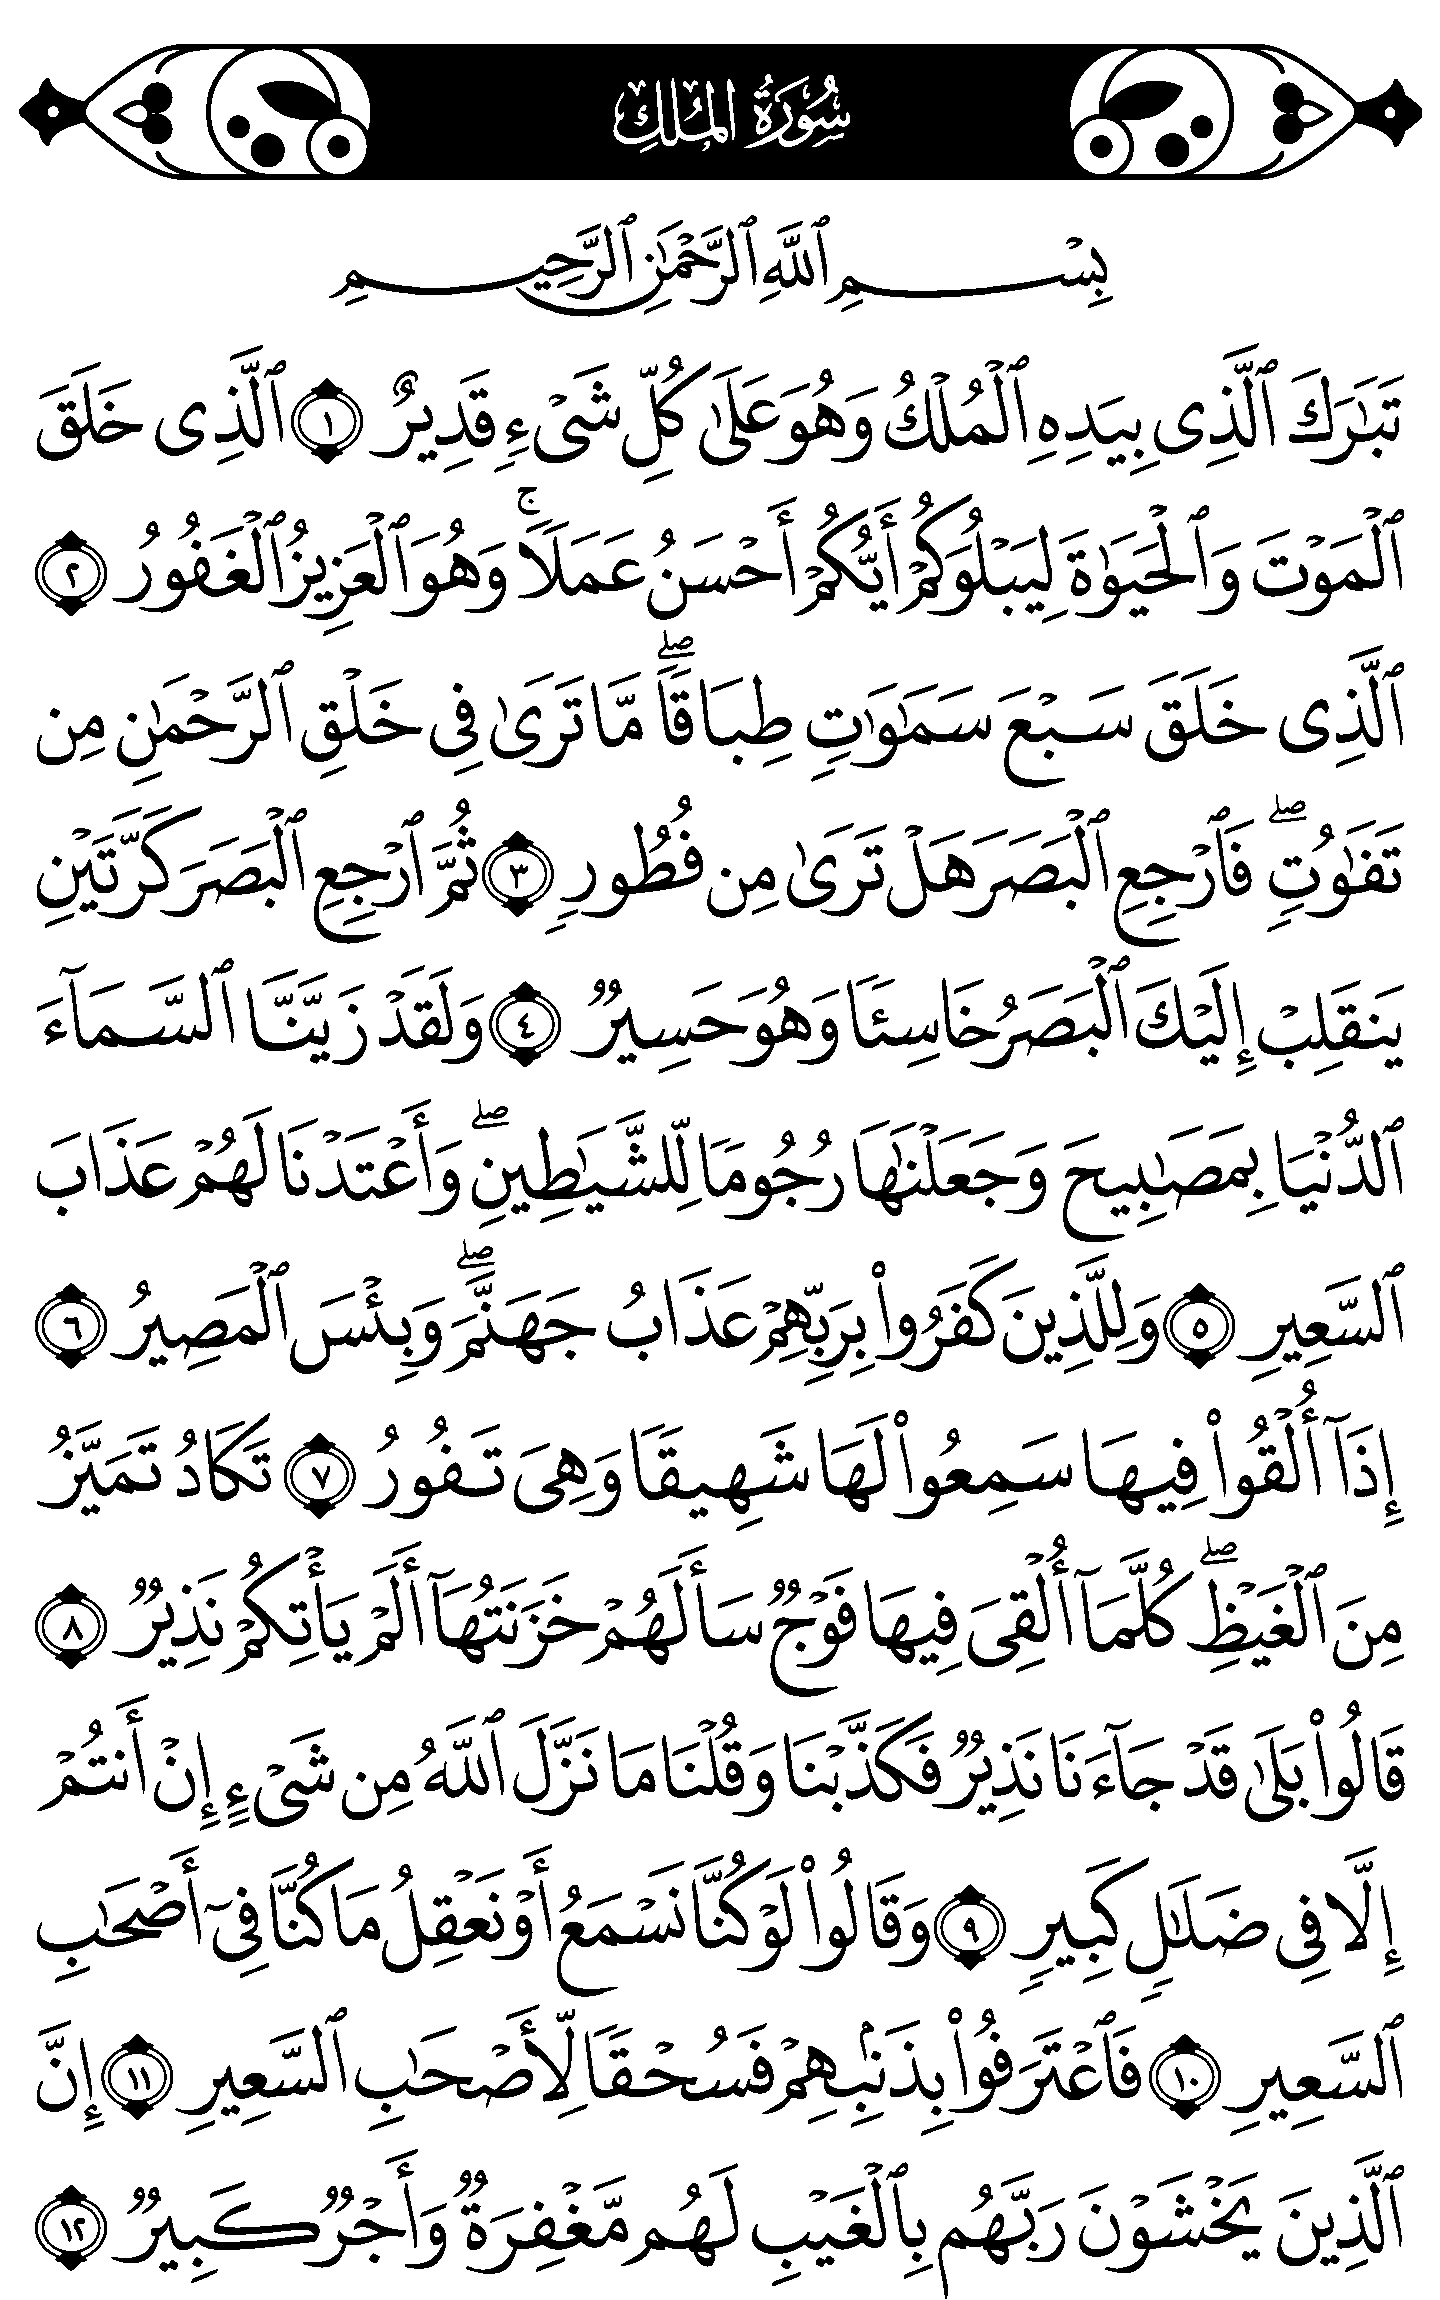 سُورَةُ الْمُلْكِ
بِسْمِ ٱللَّهِ ٱلرَّحْمَٰنِ ٱلرَّحِيمِ
تَبَٰرَكَ ٱلَّذِى بِيَدِهِ ٱلْمُلْكُ وَهُوَ عَلَىٰ كُلِّ شَىْءٍ قَدِيرٌ ١ ٱلَّذِى خَلَقَ
ٱلْمَوْتَ وَٱلْحَيَوٰةَ لِيَبْلُوَكُمْ أَيُّكُمْ أَحْسَنُ عَمَلًا ۚ وَهُوَ ٱلْعَزِيزُ ٱلْغَفُورُ ٢
ٱلَّذِى خَلَقَ سَبْعَ سَمَٰوَٰتٍ طِبَاقًا ۖ مَّا تَرَىٰ فِى خَلْقِ ٱلرَّحْمَٰنِ مِن
تَفَٰوُتٍ ۖ فَٱرْجِعِ ٱلْبَصَرَ هَلْ تَرَىٰ مِن فُطُورٍ ٣ ثُمَّ ٱرْجِعِ ٱلْبَصَرَ كَرَّتَيْنِ
يَنقَلِبْ إِلَيْكَ ٱلْبَصَرُ خَاسِئًا وَهُوَ حَسِيرٌ ٤ وَلَقَدْ زَيَّنَّا ٱلسَّمَآءَ
ٱلدُّنْيَا بِمَصَٰبِيحَ وَجَعَلْنَٰهَا رُجُومًا لِّلشَّيَٰطِينِ ۖ وَأَعْتَدْنَا لَهُمْ عَذَابَ
ٱلسَّعِيرِ ٥ وَلِلَّذِينَ كَفَرُوا۟ بِرَبِّهِمْ عَذَابُ جَهَنَّمَ ۖ وَبِئْسَ ٱلْمَصِيرُ ٦
إِذَآ أُلْقُوا۟ فِيهَا سَمِعُوا۟ لَهَا شَهِيقًا وَهِىَ تَفُورُ ٧ تَكَادُ تَمَيَّزُ
مِنَ ٱلْغَيْظِ ۖ كُلَّمَآ أُلْقِىَ فِيهَا فَوْجٌ سَأَلَهُمْ خَزَنَتُهَآ أَلَمْ يَأْتِكُمْ نَذِيرٌ ٨
قَالُوا۟ بَلَىٰ قَدْ جَآءَنَا نَذِيرٌ فَكَذَّبْنَا وَقُلْنَا مَا نَزَّلَ ٱللَّهُ مِن شَىْءٍ إِنْ أَنتُمْ
إِلَّا فِى ضَلَٰلٍ كَبِيرٍ ٩ وَقَالُوا۟ لَوْ كُنَّا نَسْمَعُ أَوْ نَعْقِلُ مَا كُنَّا فِىٓ أَصْحَٰبِ
ٱلسَّعِيرِ ١٠ فَٱعْتَرَفُوا۟ بِذَنۢبِهِمْ فَسُحْقًا لِّأَصْحَٰبِ ٱلسَّعِيرِ ١١ إِنَّ
ٱلَّذِينَ يَخْشَوْنَ رَبَّهُم بِٱلْغَيْبِ لَهُم مَّغْفِرَةٌ وَأَجْرٌ كَبِيرٌ ١٢